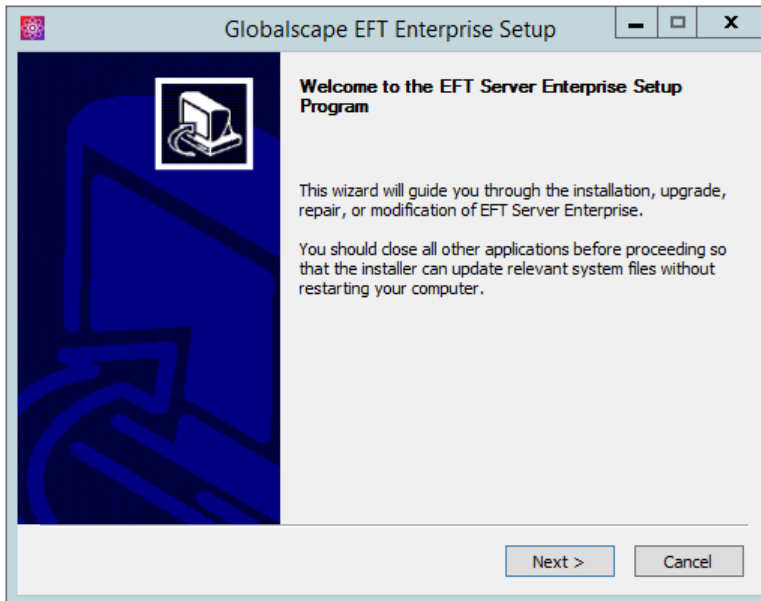 Globalscape EFT Enterprise Setup
Welcome to the EFT Server Enterprise Setup
Program
This wizard will guide you through the installation, upgrade,
repair, or modification of EFT Server Enterprise.
You should close all other applications before proceeding so
that the installer can update relevant system files without
restarting your computer.
Next >
Cancel